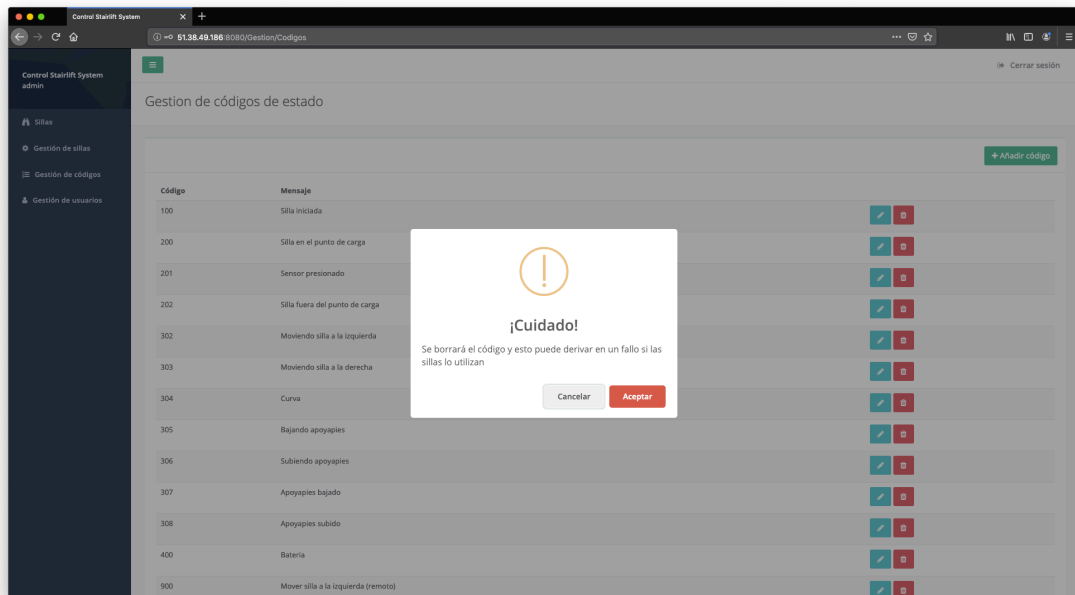 Control Stairlift System
51.38.49.186:8080/Gestion/Codigos
Control Stairlift System
admin
Cerrar sesión
Gestion de códigos de estado
Sillas
Gestión de sillas
Gestión de códigos
Gestión de usuarios
+ Añadir código
Código Mensaje
100 Silla iniciada
200 Silla en el punto de carga
201 Sensor presionado
202 Silla fuera del punto de carga
302 Moviendo silla a la izquierda
303 Moviendo silla a la derecha
304 Curva
305 Bajando apoyapies
306 Subiendo apoyapies
307 Apoyapies bajado
308 Apoyapies subido
400 Bateria
900 Mover silla a la izquierda (remoto)
¡Cuidado!
Se borrará el código y esto puede derivar en un fallo si las
sillas lo utilizan
Cancelar Aceptar